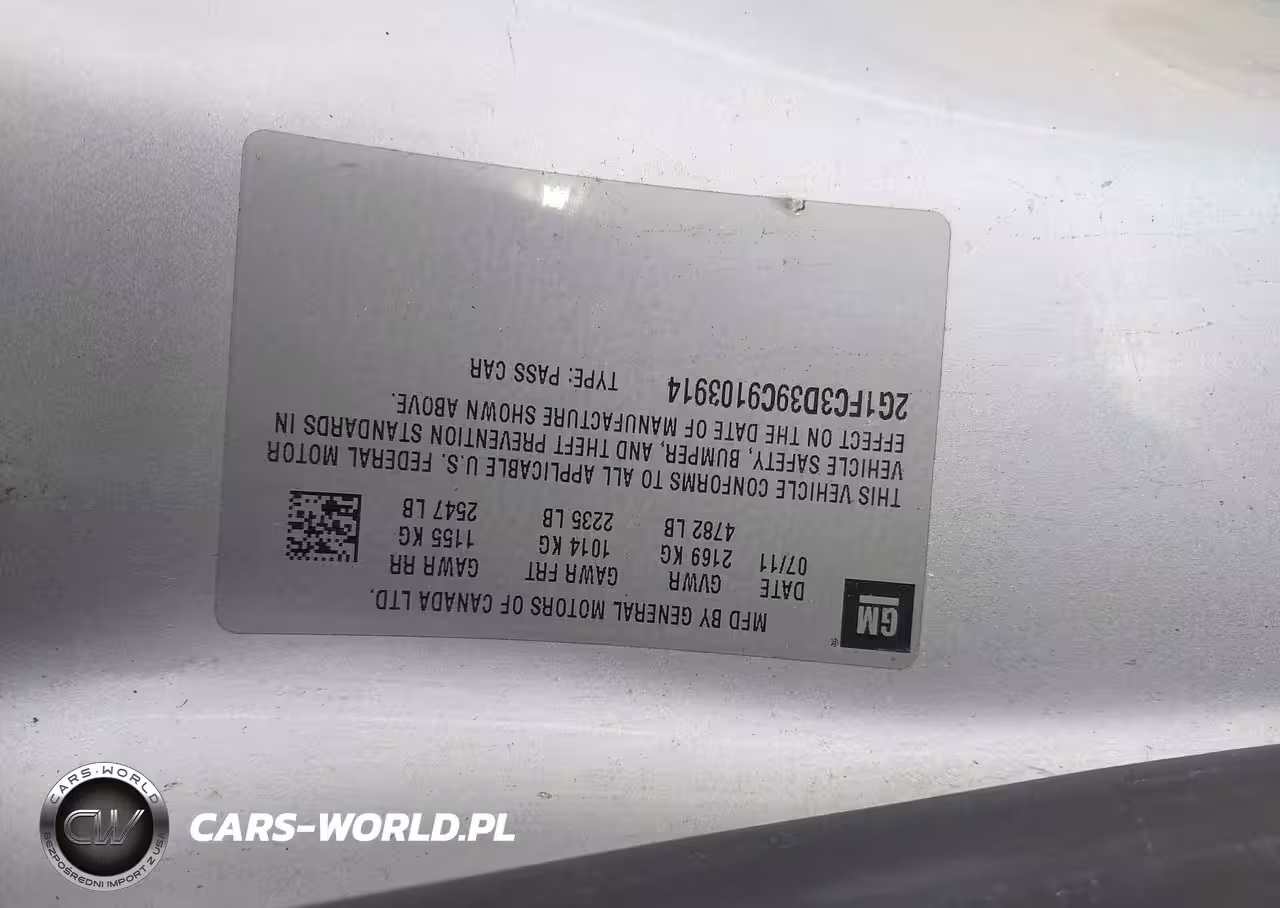 GM
®
MFD BY GENERAL MOTORS OF CANADA LTD.
DATE GVWR GAWR FRT GAWR RR
07/11 2169 KG 1014 KG 1155 KG
4782 LB 2235 LB 2547 LB
THIS VEHICLE CONFORMS TO ALL APPLICABLE U.S. FEDERAL MOTOR
VEHICLE SAFETY, BUMPER, AND THEFT PREVENTION STANDARDS IN
EFFECT ON THE DATE OF MANUFACTURE SHOWN ABOVE.
2G1FC3D39C9103914 TYPE: PASS CAR
CARS-WORLD
CW
BEZPOŚREDNI IMPORT Z USA
CARS-WORLD.PL